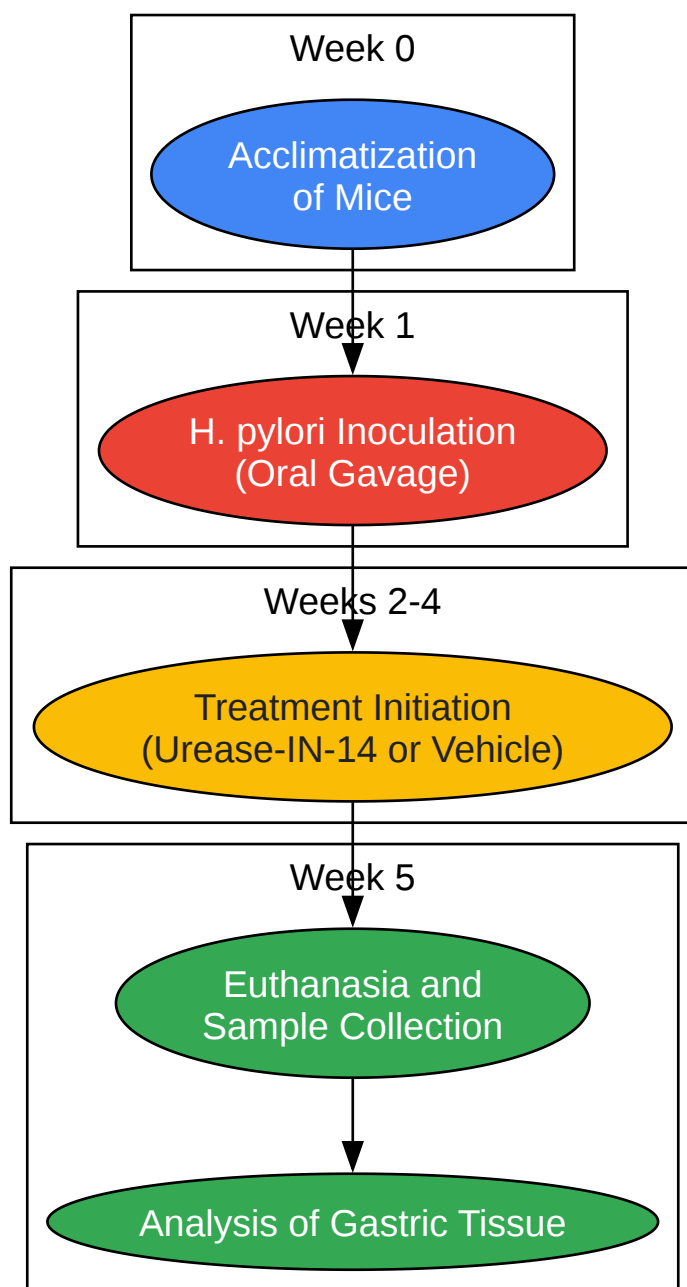 Week 0
Acclimatization
of Mice
Week 1
H. pylori Inoculation
(Oral Gavage)
Weeks 2-4
Treatment Initiation
(Urease-IN-14 or Vehicle)
Week 5
Euthanasia and
Sample Collection
Analysis of Gastric Tissue